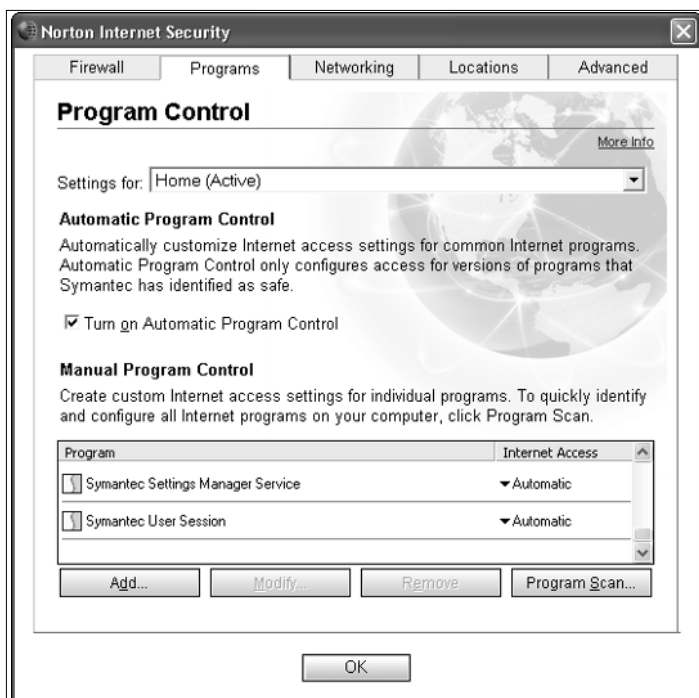 Norton Internet Security
Firewall
Programs
Networking
Locations
Advanced
Program Control
More Info
Settings for: Home (Active)
Automatic Program Control
Automatically customize Internet access settings for common Internet programs.
Automatic Program Control only configures access for versions of programs that
Symantec has identified as safe.
Turn on Automatic Program Control
Manual Program Control
Create custom Internet access settings for individual programs. To quickly identify
and configure all Internet programs on your computer, click Program Scan.
Program Internet Access
Symantec Settings Manager Service Automatic
Symantec User Session Automatic
Add... Modify... Remove Program Scan...
OK